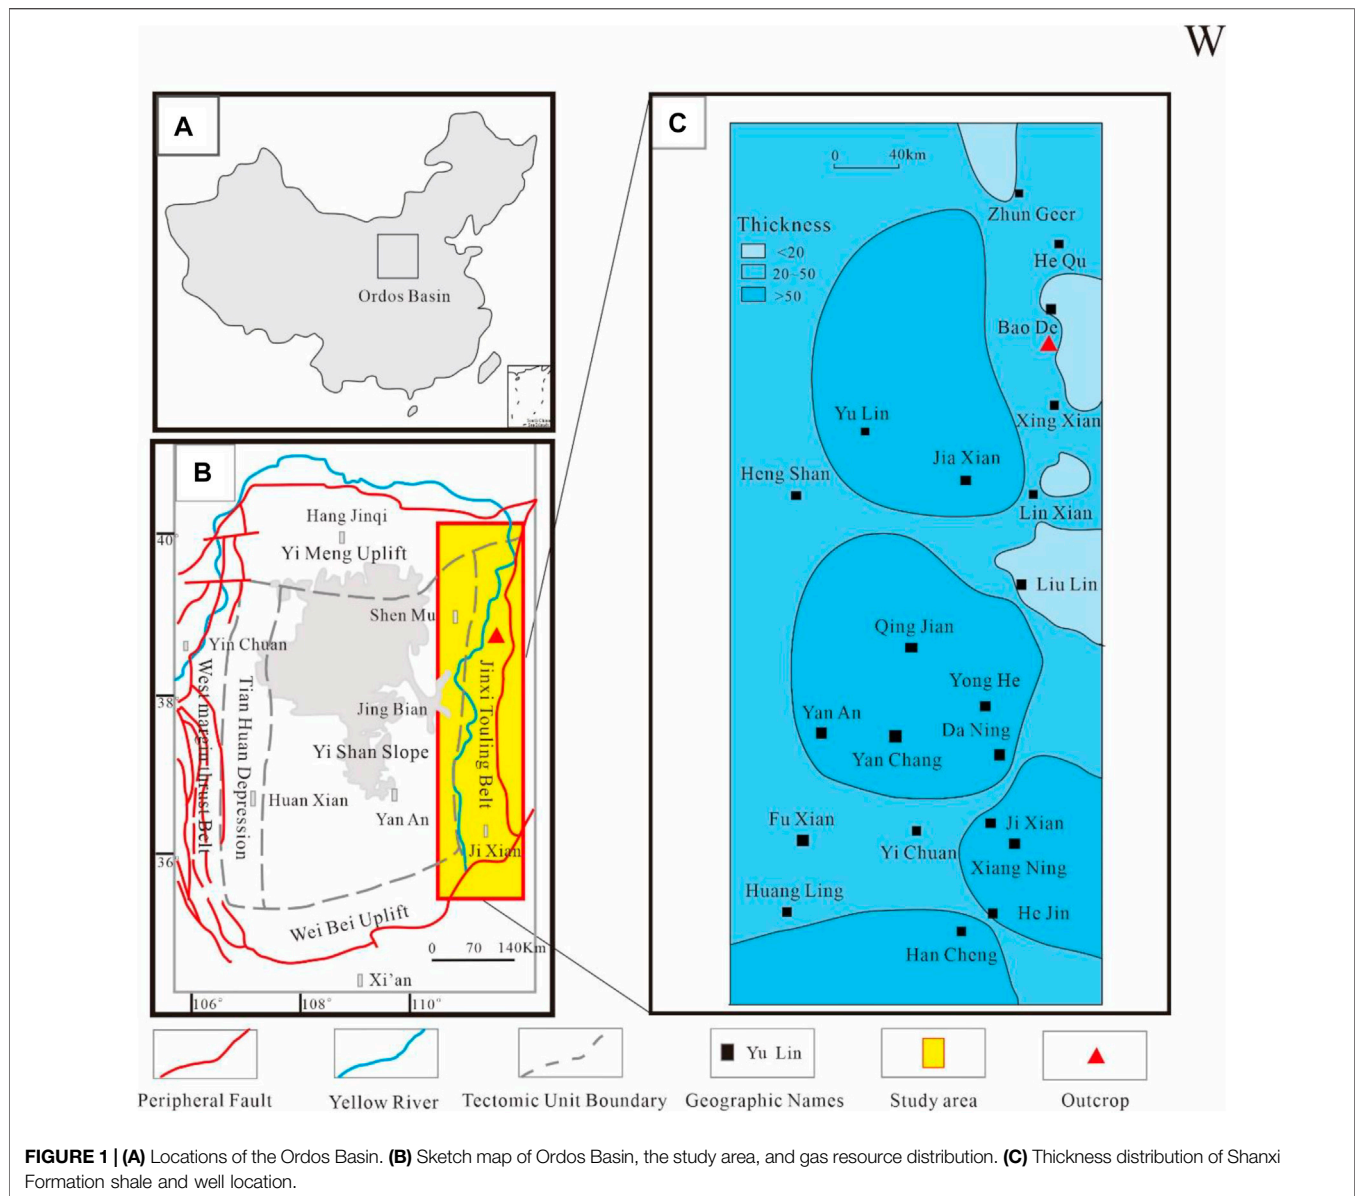 W
A
Ordos Basin
B
Hang Jinqi
40°
Yi Meng Uplift
Shen Mu
Yin Chuan
38°
West margin thrust Belt
Tian Huan Depression
Jinxi Touling Belt
Jing Bian
Yi Shan Slope
Huan Xian
Yan An
36°
Ji Xian
Wei Bei Uplift
0 70 140Km
Xi'an
106° 108° 110°
C
0 40km
Zhun Geer
Thickness
<20
20~50
>50
He Qu
Bao De
Yu Lin
Xing Xian
Jia Xian
Heng Shan
Lin Xian
Liu Lin
Qing Jian
Yong He
Yan An
Da Ning
Yan Chang
Fu Xian
Ji Xian
Yi Chuan
Xiang Ning
Huang Ling
He Jin
Han Cheng
Yu Lin
Peripheral Fault
Yellow River
Tectomic Unit Boundary
Geographic Names
Study area
Outcrop
FIGURE 1 | (A) Locations of the Ordos Basin. (B) Sketch map of Ordos Basin, the study area, and gas resource distribution. (C) Thickness distribution of Shanxi
Formation shale and well location.